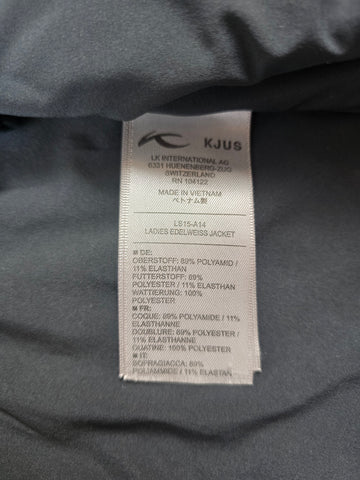 KJUS
LK INTERNATIONAL AG
6331 HUENENBERG-ZUG
SWITZERLAND
RN 104122
MADE IN VIETNAM
ベトナム製
LS15-A14
LADIES EDELWEISS JACKET
DE:
OBERSTOFF: 89% POLYAMID /
11% ELASTHAN
FUTTERSTOFF: 89%
POLYESTER / 11% ELASTHAN
WATTIERUNG: 100%
POLYESTER
FR:
COQUE: 89% POLYAMIDE / 11%
ELASTHANNE
DOUBLURE: 89% POLYESTER /
11% ELASTHANNE
OUATINE: 100% POLYESTER
IT:
SOPRAGIACCA: 89%
POLIAMMIDE / 11% ELASTAN